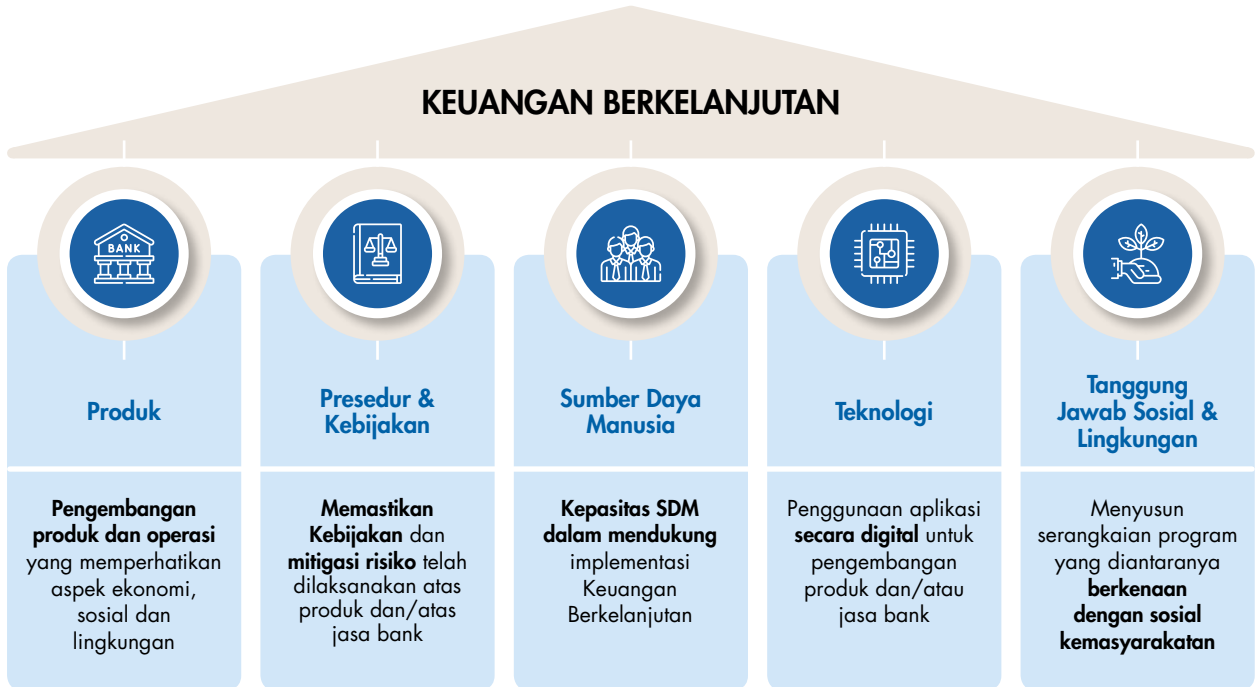 KEUANGAN BERKELANJUTAN
BANK
Produk
Pengembangan
produk dan operasi
yang memperhatikan
aspek ekonomi,
sosial dan
lingkungan
Presedur &
Kebijakan
Memastikan
Kebijakan dan
mitigasi risiko telah
dilaksanakan atas
produk dan/atas
jasa bank
Sumber Daya
Manusia
Kepasitas SDM
dalam mendukung
implementasi
Keuangan
Berkelanjutan
Teknologi
Penggunaan aplikasi
secara digital untuk
pengembangan
produk dan/atau
jasa bank
Tanggung
Jawab Sosial &
Lingkungan
Menyusun
serangkaian program
yang diantaranya
berkenaan
dengan sosial
kemasyarakatan